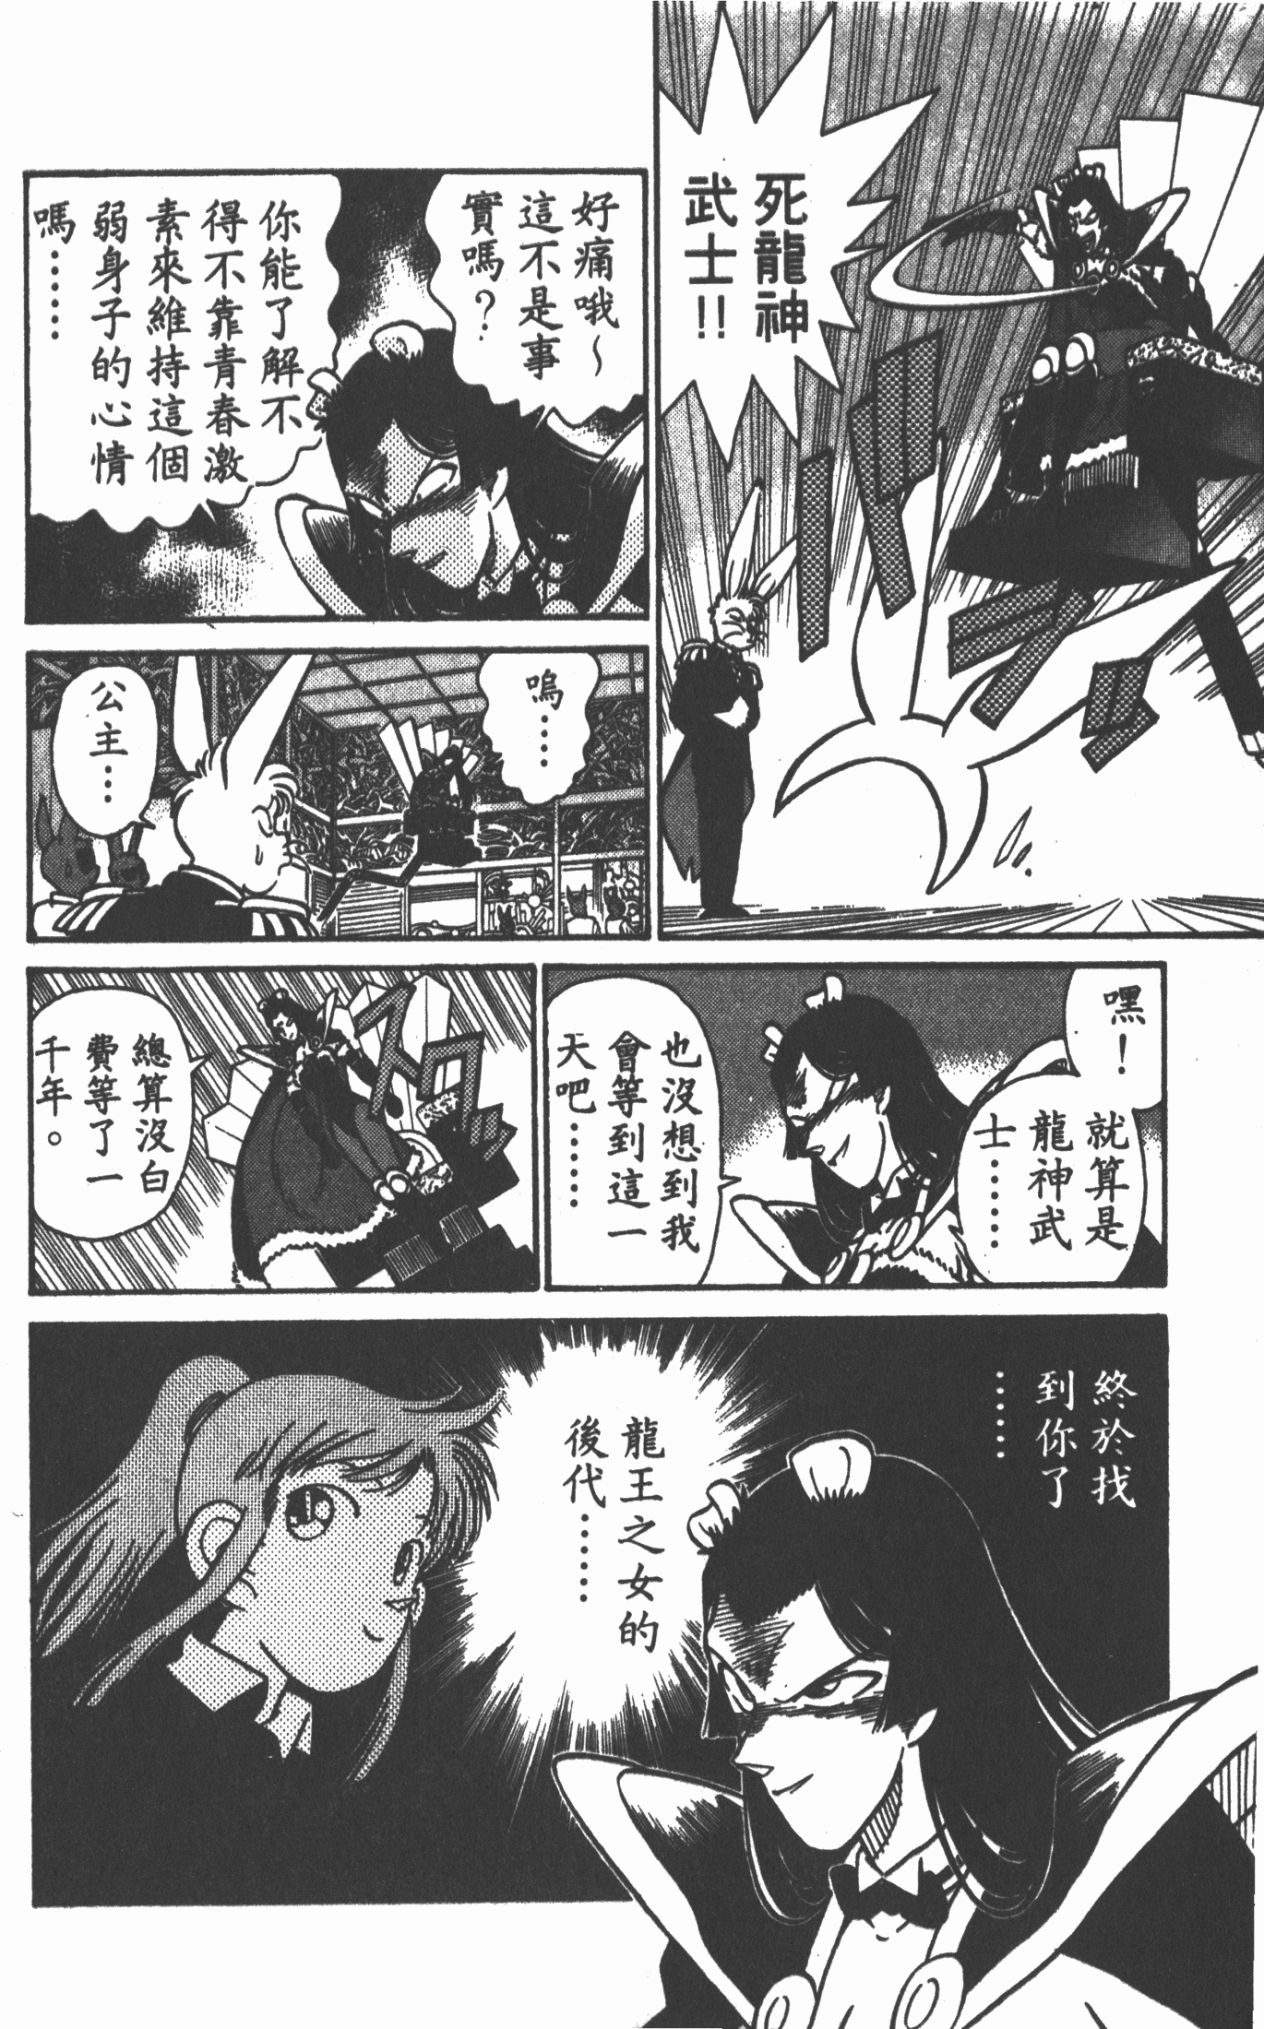 死龍神
武士!!
好痛哦～
這不是事
實嗎？
你能了解不
得不靠青春激
素來維持這個
弱身子的心情
嗎……
嗚……
公主…
嘿！
就算是
龍神武
士……
也沒想到我
會等到這一
天吧……
總算沒白
費等了一
千年。
終於找
到你了
……
龍王之女的
後代……